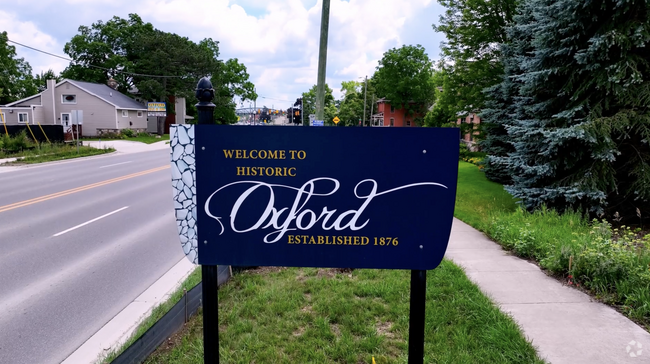 WELCOME TO
HISTORIC
Oxford
ESTABLISHED 1876